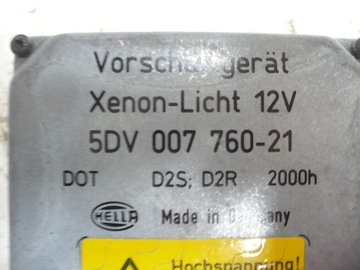 Vorschaltgerät
Xenon-Licht 12V
5DV 007 760-21
DOT D2S; D2R 2000h
HELLA Made in Germany
Hochspannung!